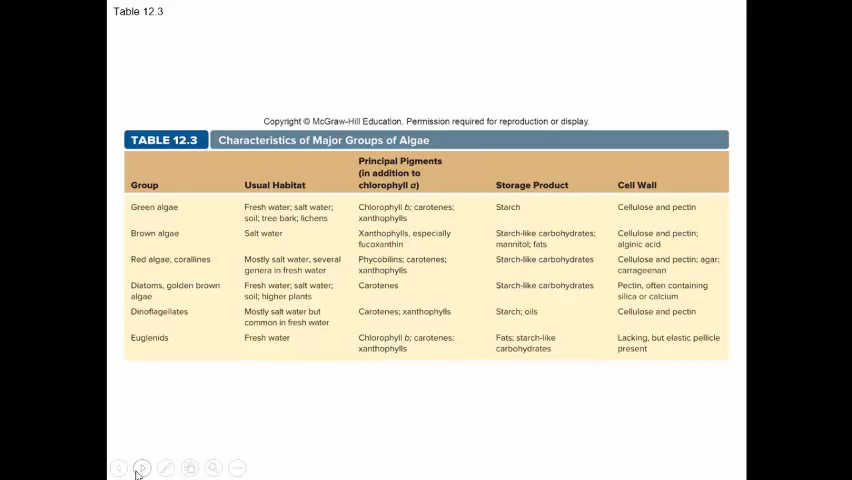 Table 12.3
Copyright © McGraw-Hill Education. Permission required for reproduction or display.
TABLE 12.3 Characteristics of Major Groups of Algae
Group Usual Habitat Principal Pigments (in addition to chlorophyll a) Storage Product Cell Wall
Green algae Fresh water; salt water; soil; tree bark; lichens Chlorophyll b; carotenes; xanthophylls Starch Cellulose and pectin
Brown algae Salt water Xanthophylls, especially fucoxanthin Starch-like carbohydrates; mannitol; fats Cellulose and pectin; alginic acid
Red algae, corallines Mostly salt water, several genera in fresh water Phycobilins; carotenes; xanthophylls Starch-like carbohydrates Cellulose and pectin; agar; carrageenan
Diatoms, golden brown algae Fresh water; salt water; soil; higher plants Carotenes Starch-like carbohydrates Pectin, often containing silica or calcium
Dinoflagellates Mostly salt water but common in fresh water Carotenes; xanthophylls Starch; oils Cellulose and pectin
Euglenids Fresh water Chlorophyll b; carotenes; xanthophylls Fats; starch-like carbohydrates Lacking, but elastic pellicle present